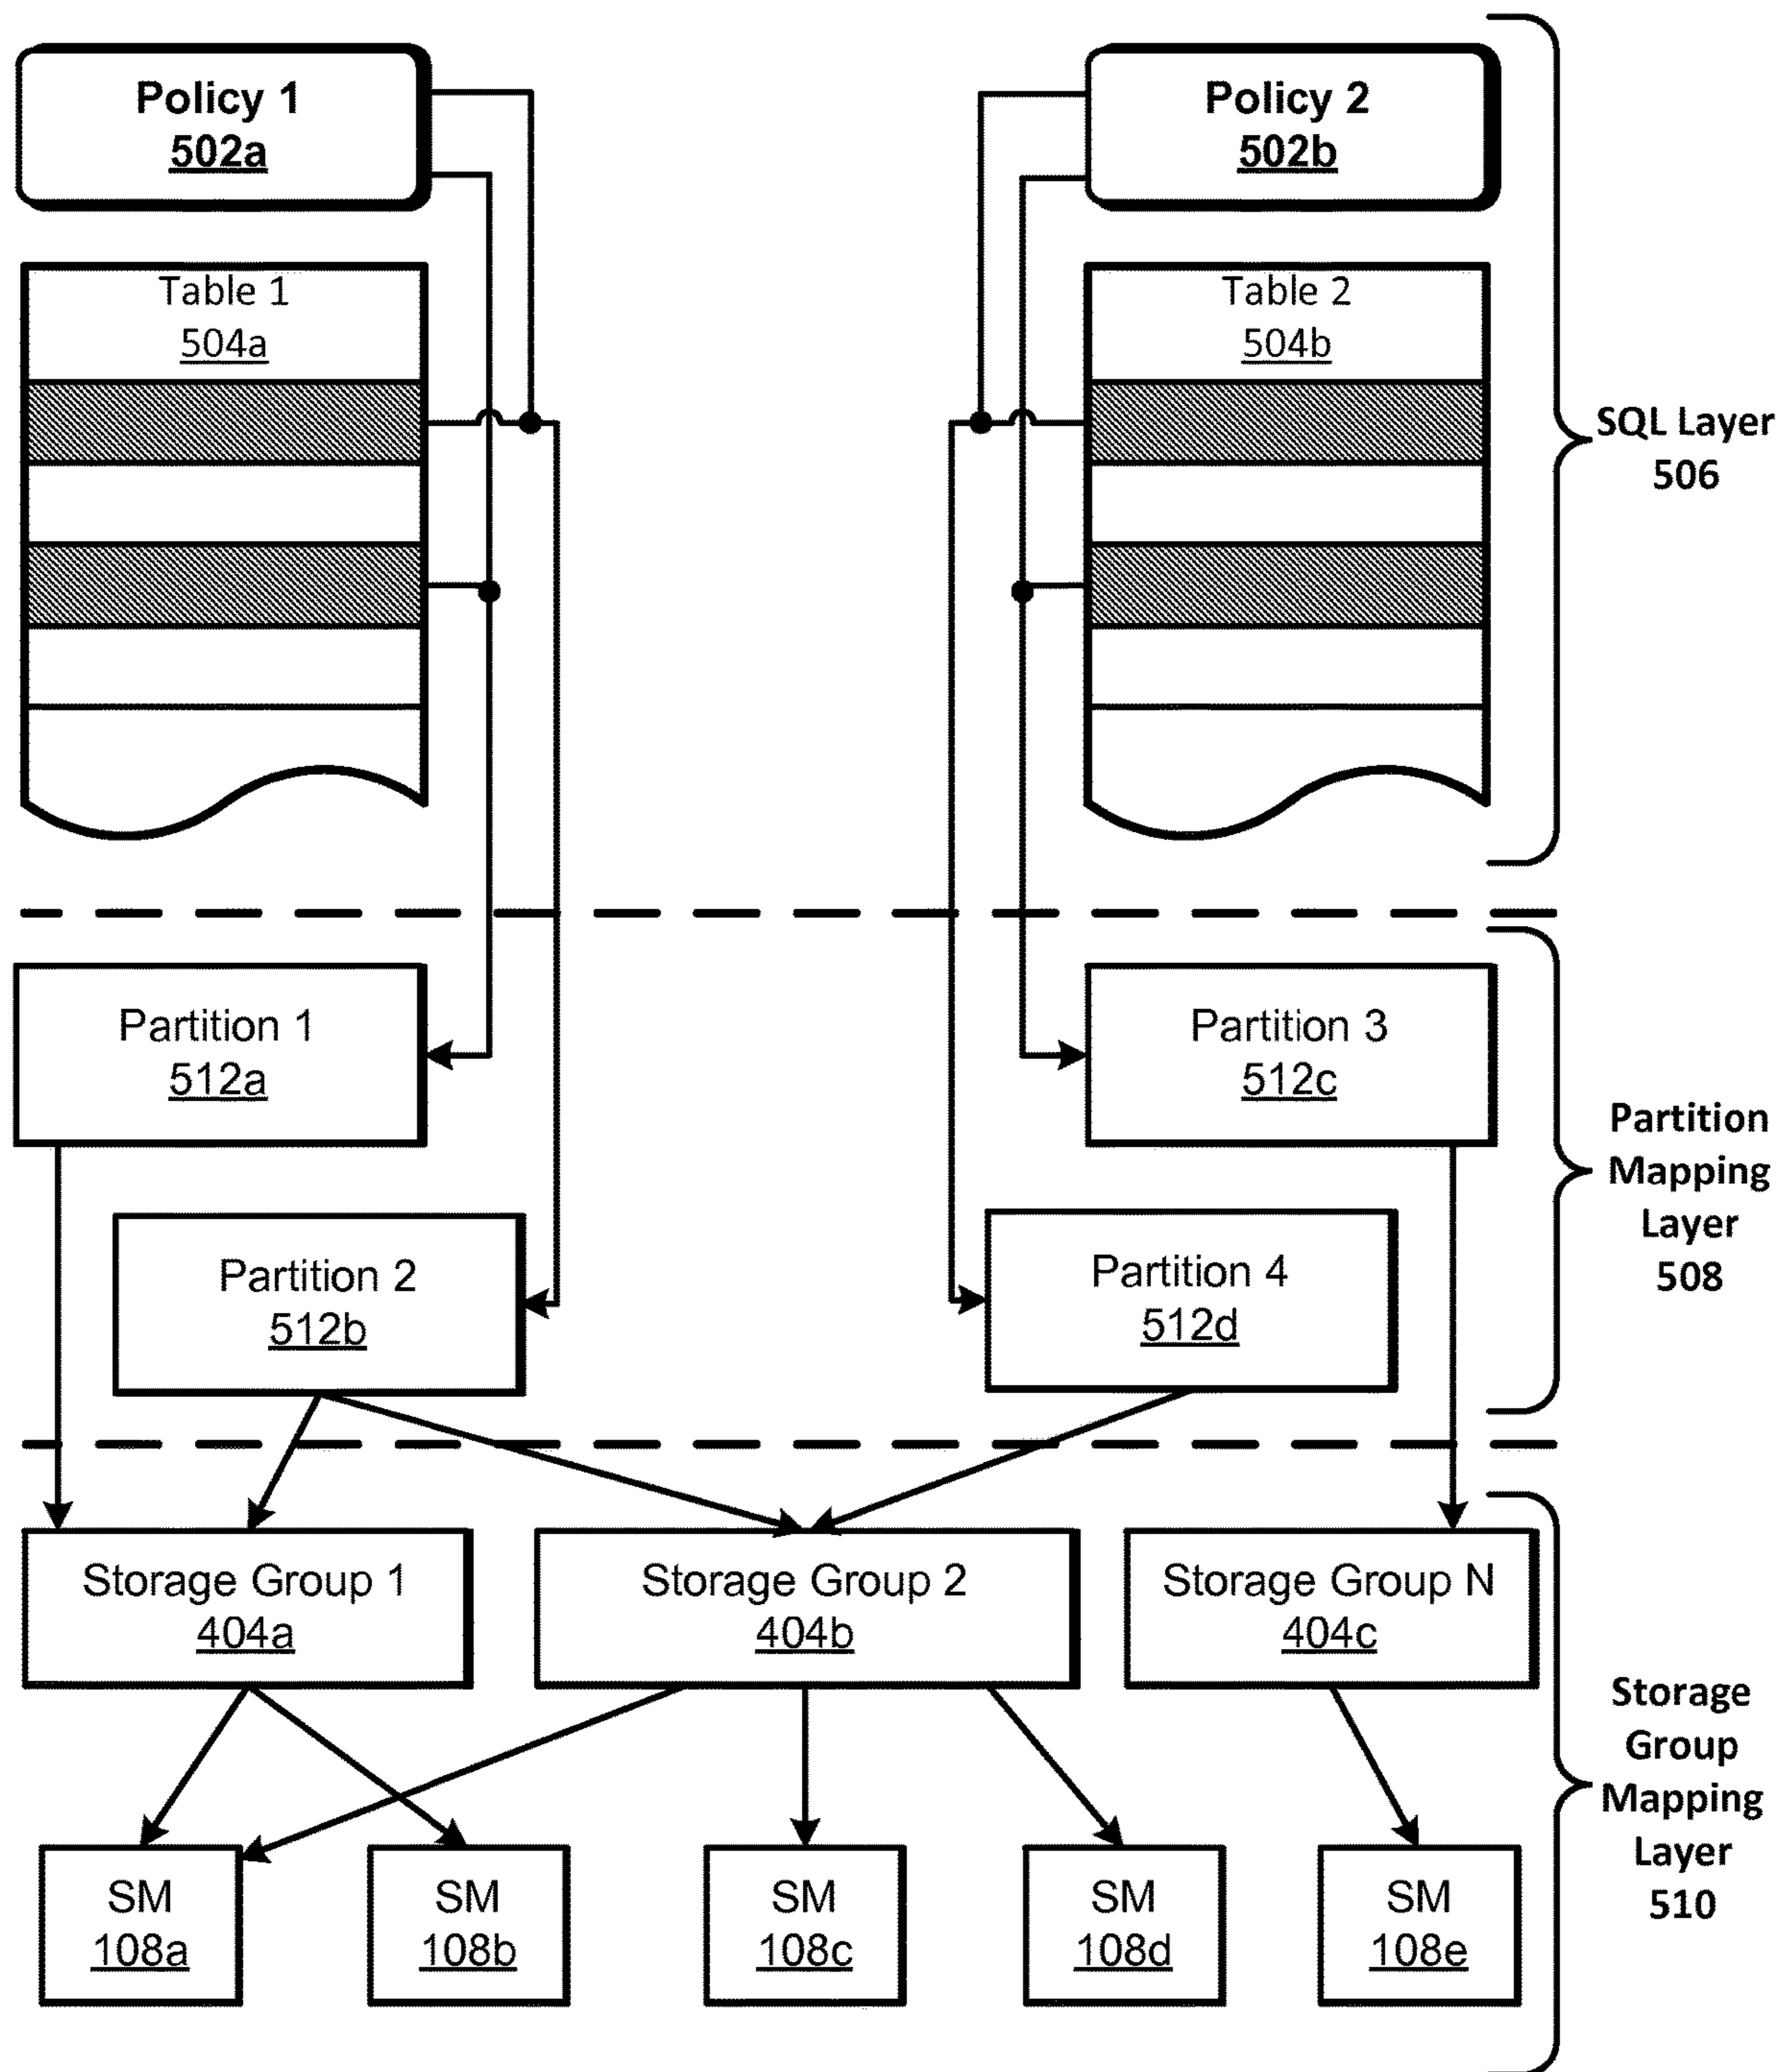 Policy 1
502a
Policy 2
502b
Table 1
504a
Table 2
504b
SQL Layer
506
Partition 1
512a
Partition 3
512c
Partition
Mapping
Layer
508
Partition 2
512b
Partition 4
512d
Storage Group 1
404a
Storage Group 2
404b
Storage Group N
404c
Storage
Group
Mapping
Layer
510
SM
108a
SM
108b
SM
108c
SM
108d
SM
108e